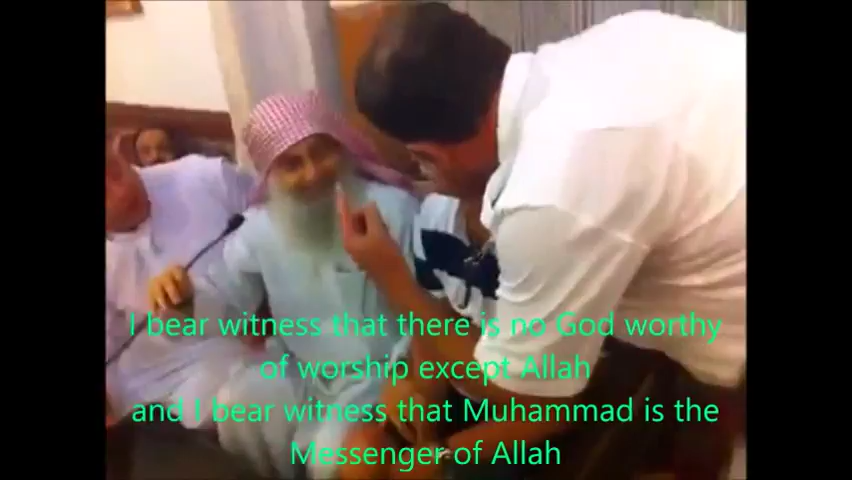 I bear witness that there is no God worthy
of worship except Allah
and I bear witness that Muhammad is the
Messenger of Allah